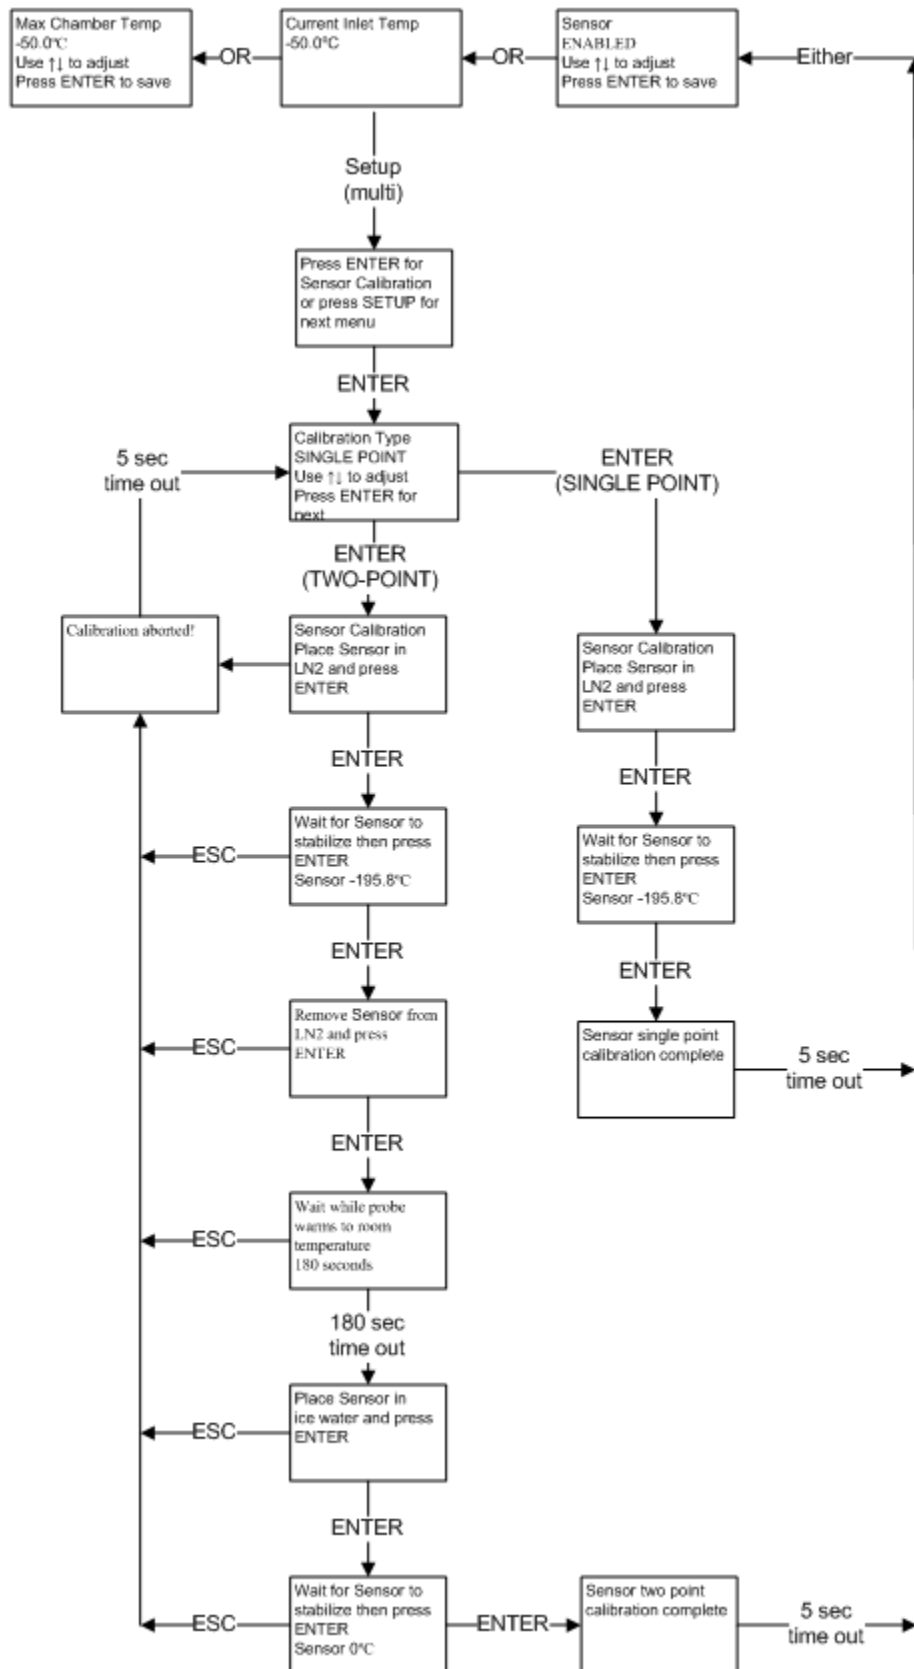 Max Chamber Temp
-50.0°C
Use ↑↓ to adjust
Press ENTER to save
OR
Current Inlet Temp
-50.0°C
OR
Sensor
ENABLED
Use ↑↓ to adjust
Press ENTER to save
Either
Setup
(multi)
Press ENTER for
Sensor Calibration
or press SETUP for
next menu
ENTER
5 sec
time out
Calibration Type
SINGLE POINT
Use ↑↓ to adjust
Press ENTER for
next
ENTER
(SINGLE POINT)
ENTER
(TWO-POINT)
Calibration aborted!
Sensor Calibration
Place Sensor in
LN2 and press
ENTER
Sensor Calibration
Place Sensor in
LN2 and press
ENTER
ENTER
ENTER
ESC
Wait for Sensor to
stabilize then press
ENTER
Sensor -195.8°C
Wait for Sensor to
stabilize then press
ENTER
Sensor -195.8°C
ENTER
ENTER
ESC
Remove Sensor from
LN2 and press
ENTER
Sensor single point
calibration complete
5 sec
time out
ENTER
ESC
Wait while probe
warms to room
temperature
180 seconds
180 sec
time out
ESC
Place Sensor in
ice water and press
ENTER
ENTER
ESC
Wait for Sensor to
stabilize then press
ENTER
Sensor 0°C
ENTER
Sensor two point
calibration complete
5 sec
time out